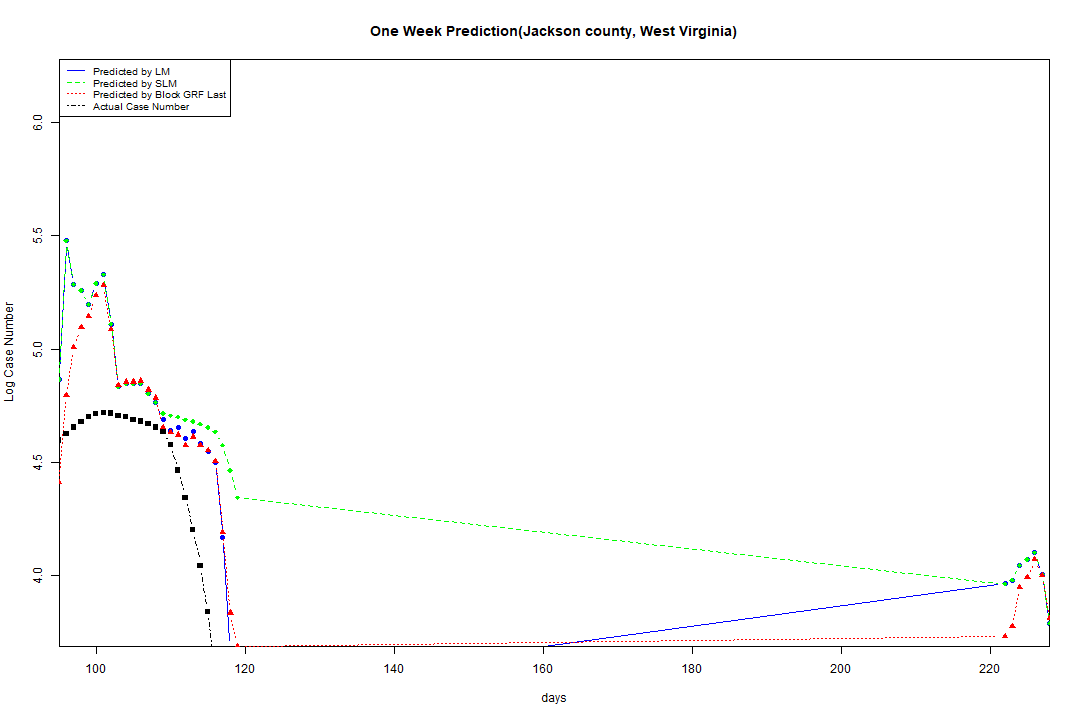 One Week Prediction(Jackson county, West Virginia)
Predicted by LM
Predicted by SLM
Predicted by Block GRF Last
Actual Case Number
6.0
5.5
5.0
4.5
4.0
Log Case Number
100 120 140 160 180 200 220
days